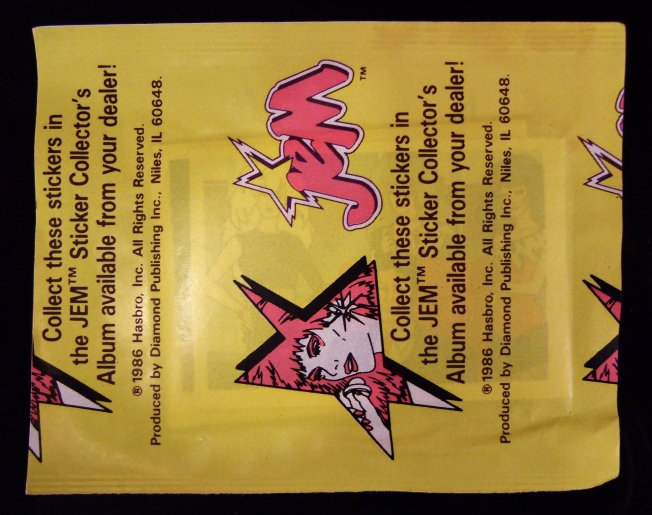 Collect these stickers in
the JEM™ Sticker Collector's
Album available from your dealer!
®1986 Hasbro, Inc. All Rights Reserved.
Produced by Diamond Publishing Inc., Niles, IL 60648.
Jem™
Collect these stickers in
the JEM™ Sticker Collector's
Album available from your dealer!
®1986 Hasbro, Inc. All Rights Reserved.
Produced by Diamond Publishing Inc., Niles, IL 60648.